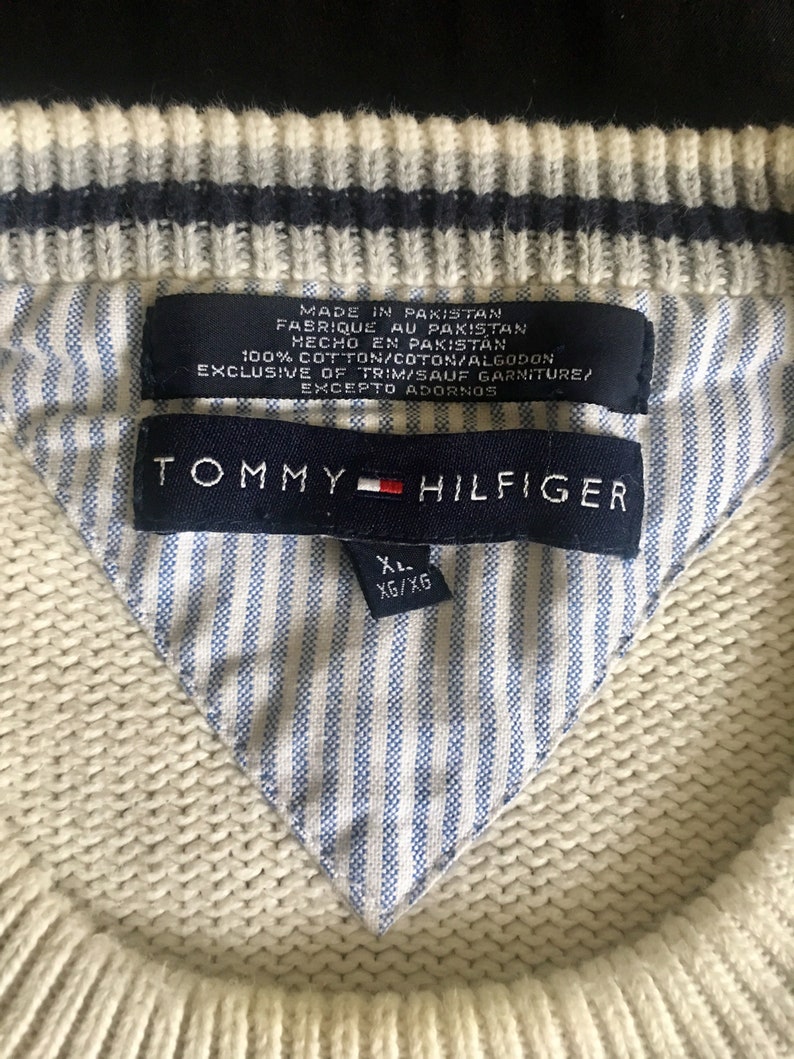 MADE IN PAKISTAN
FABRIQUE AU PAKISTAN
HECHO EN PAKISTÁN
100% COTTON/COTON/ALGODON
EXCLUSIVE OF TRIM/SAUF GARNITURE/
EXCEPTO ADORNOS
TOMMY HILFIGER
XL
XG/XG